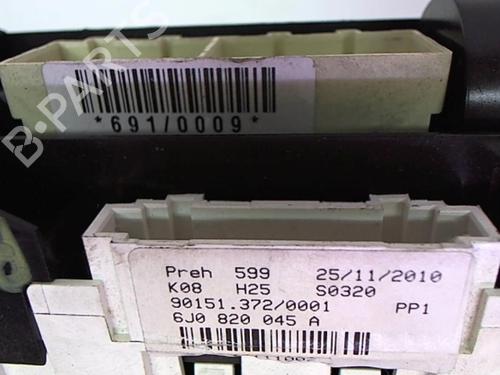 B-PARTS
*691/0009*
Preh 599 25/11/2010
K08 H25 S0320
90151.372/0001 PP1
6J0 820 045 A